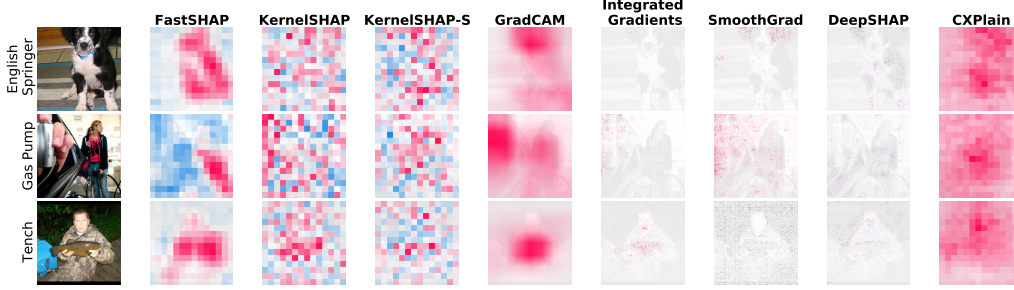 FastSHAP KernelSHAP KernelSHAP-S GradCAM Integrated Gradients SmoothGrad DeepSHAP CXPlain
English Springer
Gas Pump
Tench